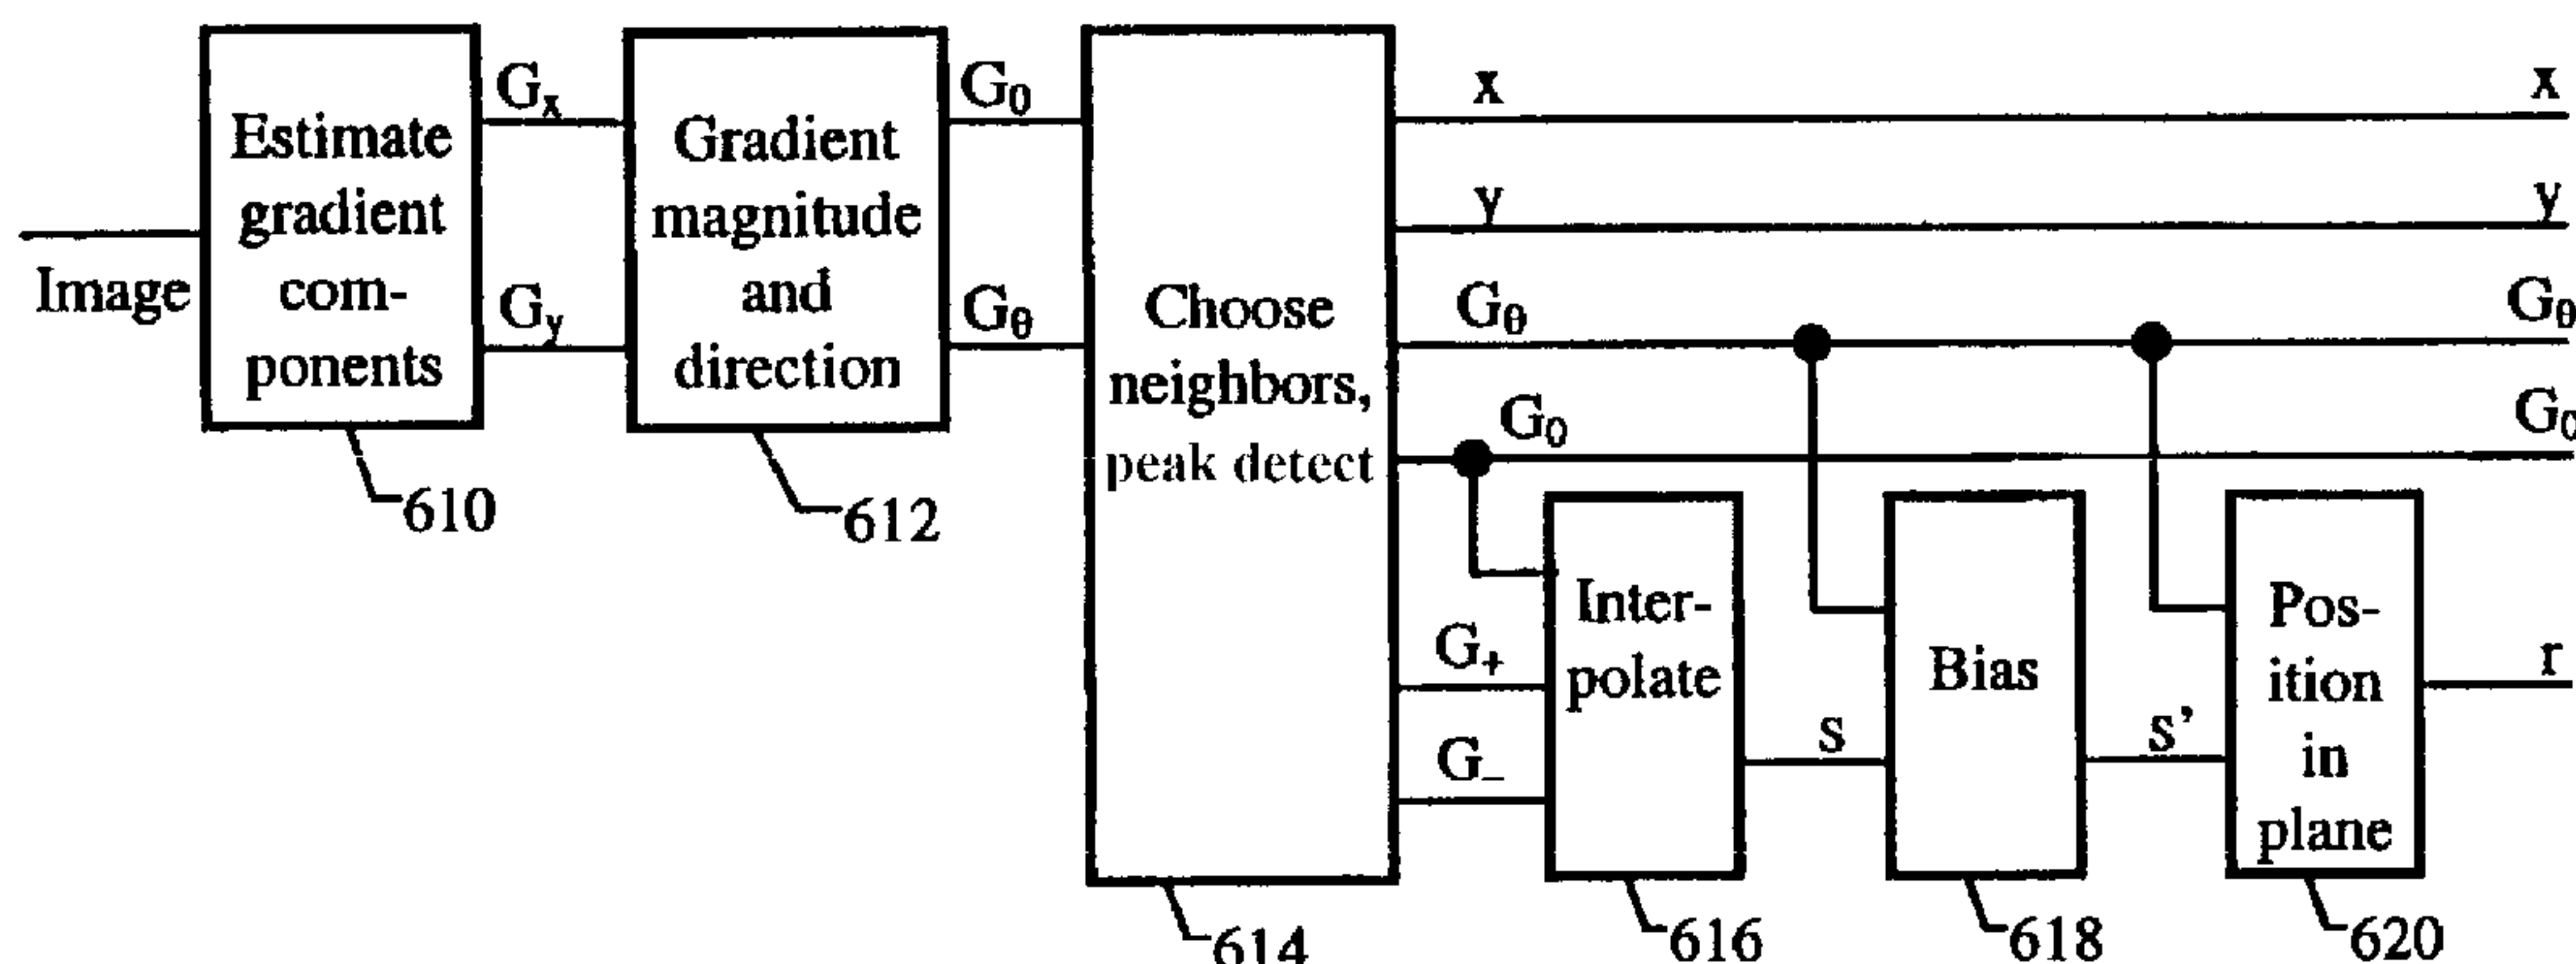 Image
Estimate
gradient
com-
ponents
610
Gₓ
Gy
Gradient
magnitude
and
direction
612
G₀
Gθ
Choose
neighbors,
peak detect
614
x
y
Gθ
G₀
G₊
G₋
Inter-
polate
616
s
Bias
618
s’
Pos-
ition
in
plane
620
x
y
Gθ
G₀
r